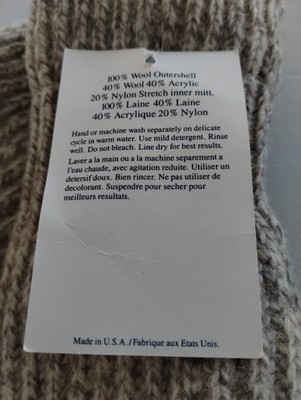 100% Wool Outershell
40% Wool 40% Acrylic
20% Nylon Stretch inner mitt.
100% Laine 40% Laine
40% Acrylique 20% Nylon
Hand or machine wash separately on delicate
cycle in warm water. Use mild detergent. Rinse
well. Do not bleach. Line dry for best results.
Laver a la main ou a la machine separement a
l'eau chaude, avec agitation reduite. Utiliser un
detersif doux. Bien rincer. Ne pas utiliser de
decolorant. Suspendre pour secher pour
meilleurs resultats.
Made in U.S.A./Fabrique aux Etats Unis.